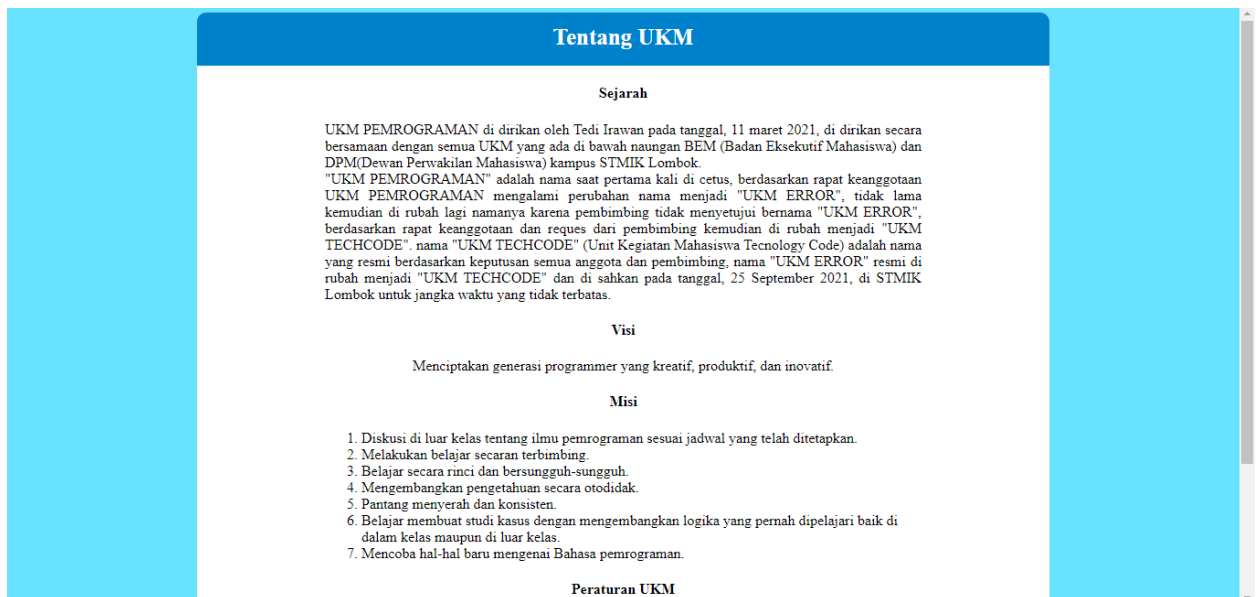 Tentang UKM
Sejarah
UKM PEMROGRAMAN di dirikan oleh Tedi Irawan pada tanggal, 11 maret 2021, di dirikan secara
bersamaan dengan semua UKM yang ada di bawah naungan BEM (Badan Eksekutif Mahasiswa) dan
DPM(Dewan Perwakilan Mahasiswa) kampus STMIK Lombok.
"UKM PEMROGRAMAN" adalah nama saat pertama kali di cetus, berdasarkan rapat keanggotaan
UKM PEMROGRAMAN mengalami perubahan nama menjadi "UKM ERROR", tidak lama
kemudian di rubah lagi namanya karena pembimbing tidak menyetujui bernama "UKM ERROR",
berdasarkan rapat keanggotaan dan reques dari pembimbing kemudian di rubah menjadi "UKM
TECHCODE". nama "UKM TECHCODE" (Unit Kegiatan Mahasiswa Tecnology Code) adalah nama
yang resmi berdasarkan keputusan semua anggota dan pembimbing, nama "UKM ERROR" resmi di
rubah menjadi "UKM TECHCODE" dan di sahkan pada tanggal, 25 September 2021, di STMIK
Lombok untuk jangka waktu yang tidak terbatas.
Visi
Menciptakan generasi programmer yang kreatif, produktif, dan inovatif.
Misi
1. Diskusi di luar kelas tentang ilmu pemrograman sesuai jadwal yang telah ditetapkan.
2. Melakukan belajar secaran terbimbing.
3. Belajar secara rinci dan bersungguh-sungguh.
4. Mengembangkan pengetahuan secara otodidak.
5. Pantang menyerah dan konsisten.
6. Belajar membuat studi kasus dengan mengembangkan logika yang pernah dipelajari baik di
dalam kelas maupun di luar kelas.
7. Mencoba hal-hal baru mengenai Bahasa pemrograman.
Peraturan UKM